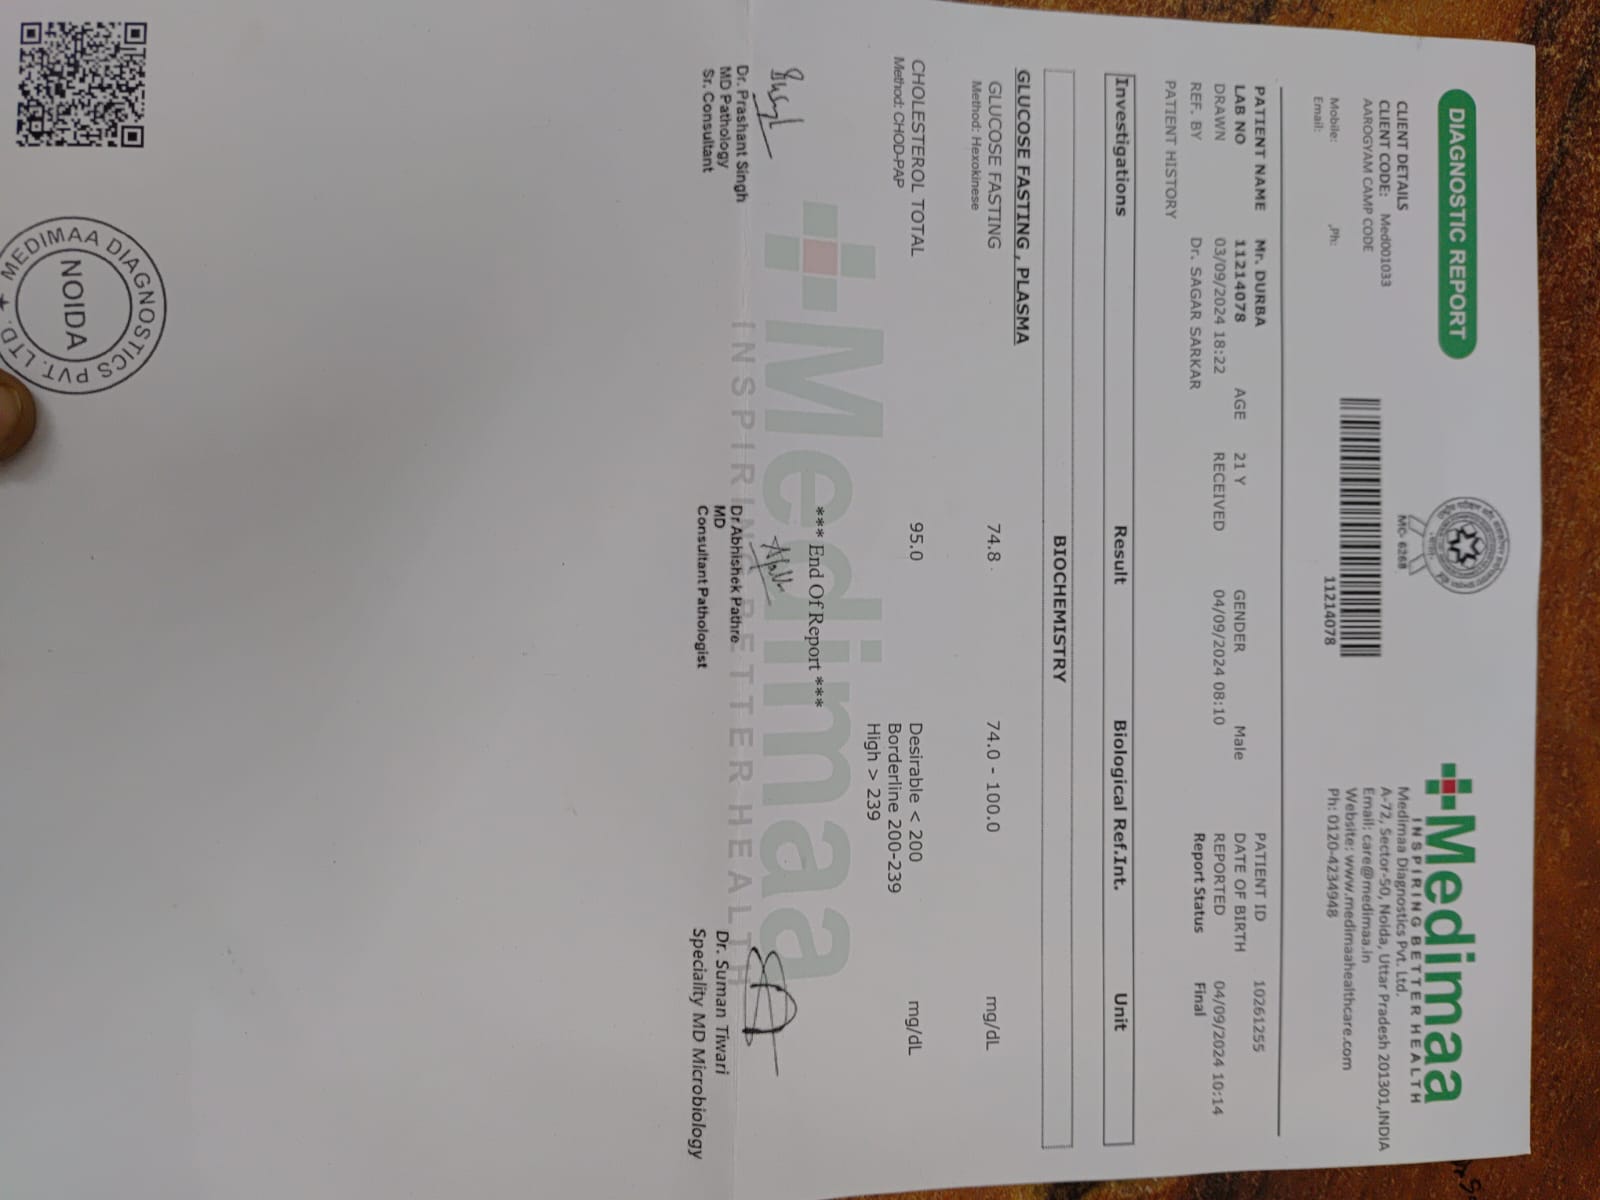 DIAGNOSTIC REPORT
MC- 6268
Medimaa
INSPIRING BETTER HEALTH
CLIENT DETAILS
CLIENT CODE: Med001033
AAROGYAM CAMP CODE
Mobile: ,Ph:
Email:
11214078
Medimaa Diagnostics Pvt. Ltd.
A-72, Sector-50, Noida, Uttar Pradesh 201301,INDIA
Email: care@medimaa.in
Website: www.medimaahealthcare.com
Ph: 0120-4234948
PATIENT NAME Mr. DURBA PATIENT ID 10261255
LAB NO 11214078 AGE 21 Y GENDER Male DATE OF BIRTH
DRAWN 03/09/2024 18:22 RECEIVED 04/09/2024 08:10 REPORTED 04/09/2024 10:14
REF. BY Dr. SAGAR SARKAR Report Status Final
PATIENT HISTORY
Investigations Result Biological Ref.Int. Unit
BIOCHEMISTRY
GLUCOSE FASTING , PLASMA
GLUCOSE FASTING 74.8 74.0 - 100.0 mg/dL
Method: Hexokinese
CHOLESTEROL TOTAL 95.0 Desirable < 200 mg/dL
Method: CHOD-PAP Borderline 200-239
High > 239
Medimaa
*** End Of Report ***
INSPIRING BETTER HEALTH
Dr. Prashant Singh
MD Pathology
Sr. Consultant
Dr Abhishek Pathre
MD
Consultant Pathologist
Dr. Suman Tiwari
Speciality MD Microbiology
MEDIMAA DIAGNOSTICS PVT. LTD.
NOIDA